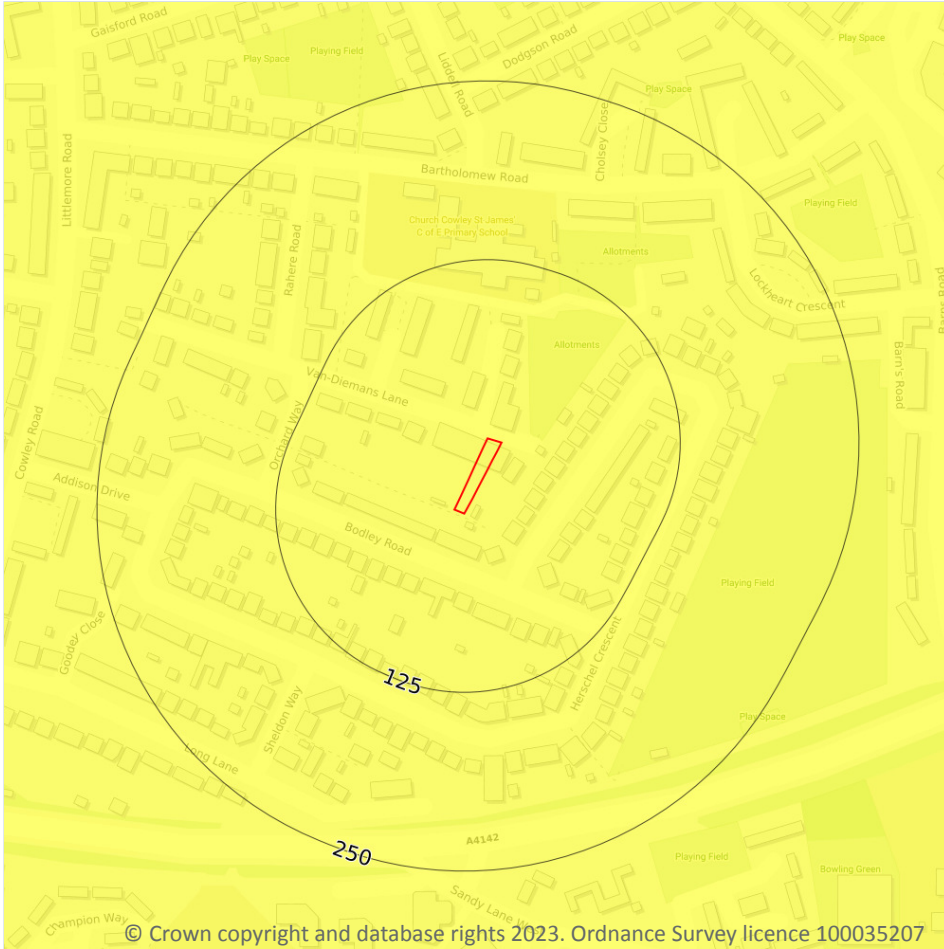 Gaisford Road
Play Space
Playing Field
Liddell Road
Dodgson Road
Play Space
Play Space
Littlemore Road
Cholsey Close
Bartholomew Road
Church Cowley St James
C of E Primary School
Playing Field
Rahere Road
Allotments
Lockheart Crescent
Allotments
Van-Diemans Lane
Barn's Road
Orchard Way
Cowley Road
Addison Drive
Bodley Road
Playing Field
Goodey Close
Herschel Crescent
125
Sheldon Way
Play Space
Long Lane
A4142
250
Playing Field
Bowling Green
Champion Way
Sandy Lane
© Crown copyright and database rights 2023. Ordnance Survey licence 100035207